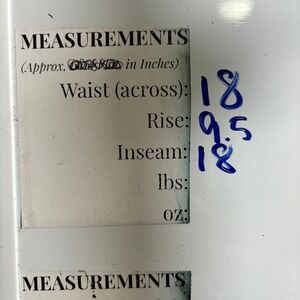 MEASUREMENTS
(Approx. in Inches)
Waist (across): 18
Rise: 9.5
Inseam: 18
lbs:
oz:
MEASUREMENTS